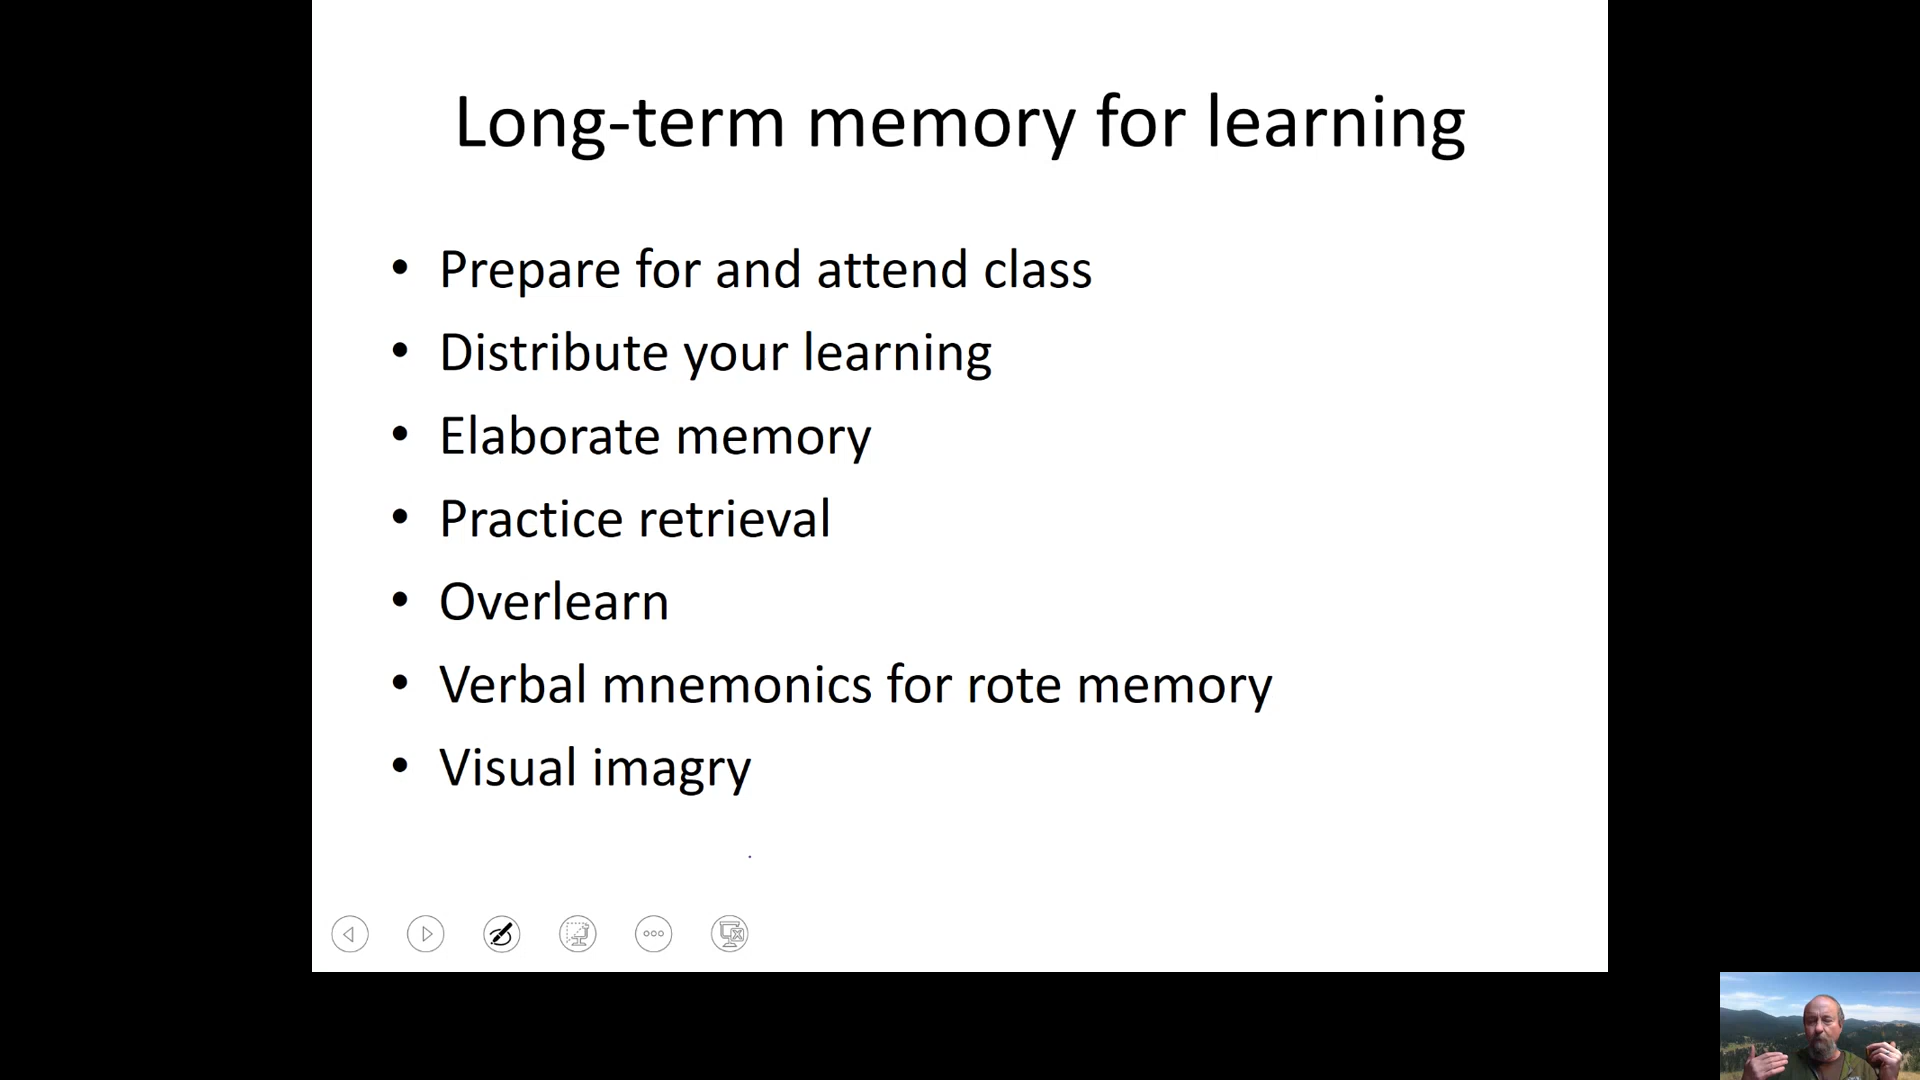 Long-term memory for learning
• Prepare for and attend class
• Distribute your learning
• Elaborate memory
• Practice retrieval
• Overlearn
• Verbal mnemonics for rote memory
• Visual imagry